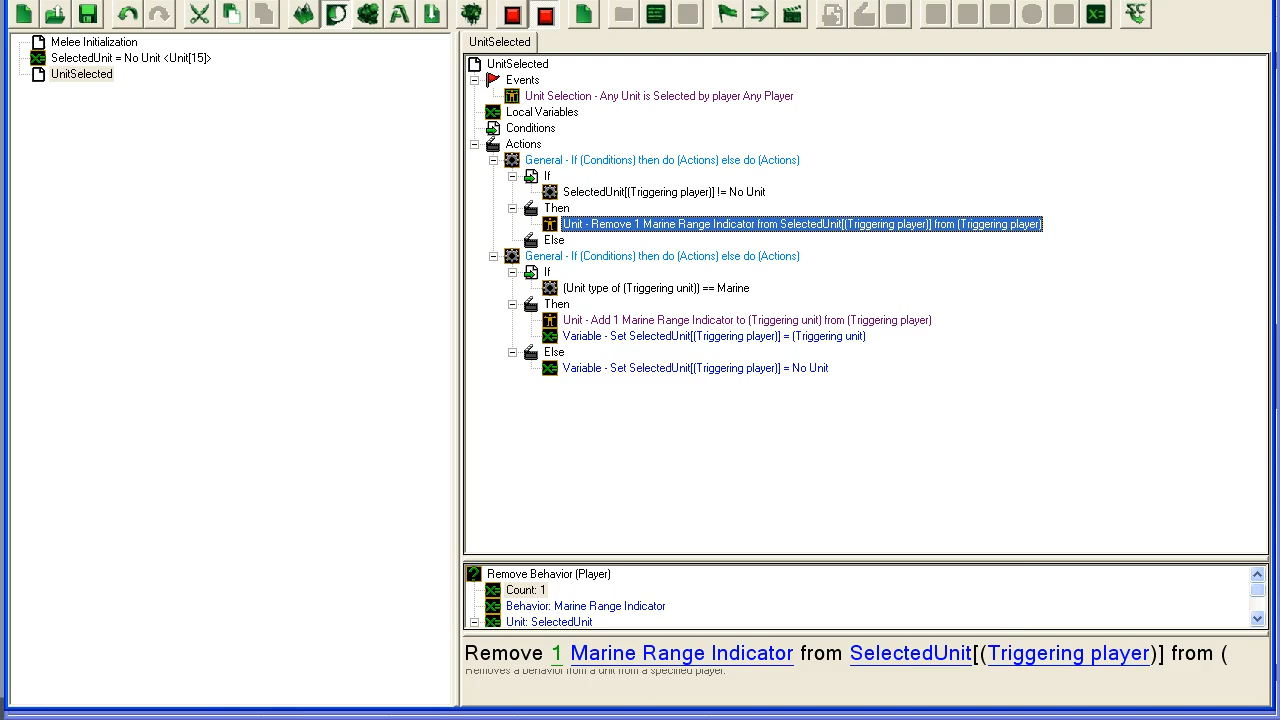 Melee Initialization
SelectedUnit = No Unit <Unit[15]>
UnitSelected
UnitSelected
UnitSelected
Events
Unit Selection - Any Unit is Selected by player Any Player
Local Variables
Conditions
Actions
General - If (Conditions) then do (Actions) else do (Actions)
If
SelectedUnit[(Triggering player)] != No Unit
Then
Unit - Remove 1 Marine Range Indicator from SelectedUnit[(Triggering player)] from (Triggering player)
Else
General - If (Conditions) then do (Actions) else do (Actions)
If
(Unit type of (Triggering unit)) == Marine
Then
Unit - Add 1 Marine Range Indicator to (Triggering unit) from (Triggering player)
Variable - Set SelectedUnit[(Triggering player)] = (Triggering unit)
Else
Variable - Set SelectedUnit[(Triggering player)] = No Unit
Remove Behavior (Player)
Count: 1
Behavior: Marine Range Indicator
Unit: SelectedUnit
Remove 1 Marine Range Indicator from SelectedUnit[(Triggering player)] from (
Removes a behavior from a unit from a specified player.